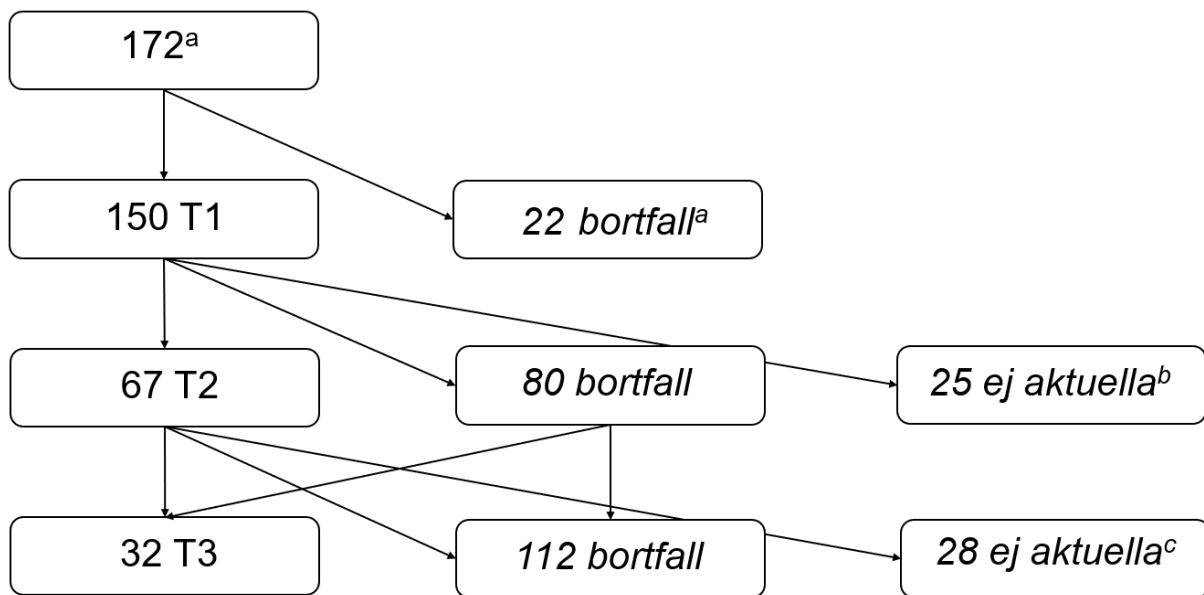 172ᵃ
150 T1
22 bortfallᵃ
67 T2
80 bortfall
25 ej aktuellaᵇ
32 T3
112 bortfall
28 ej aktuellaᶜ